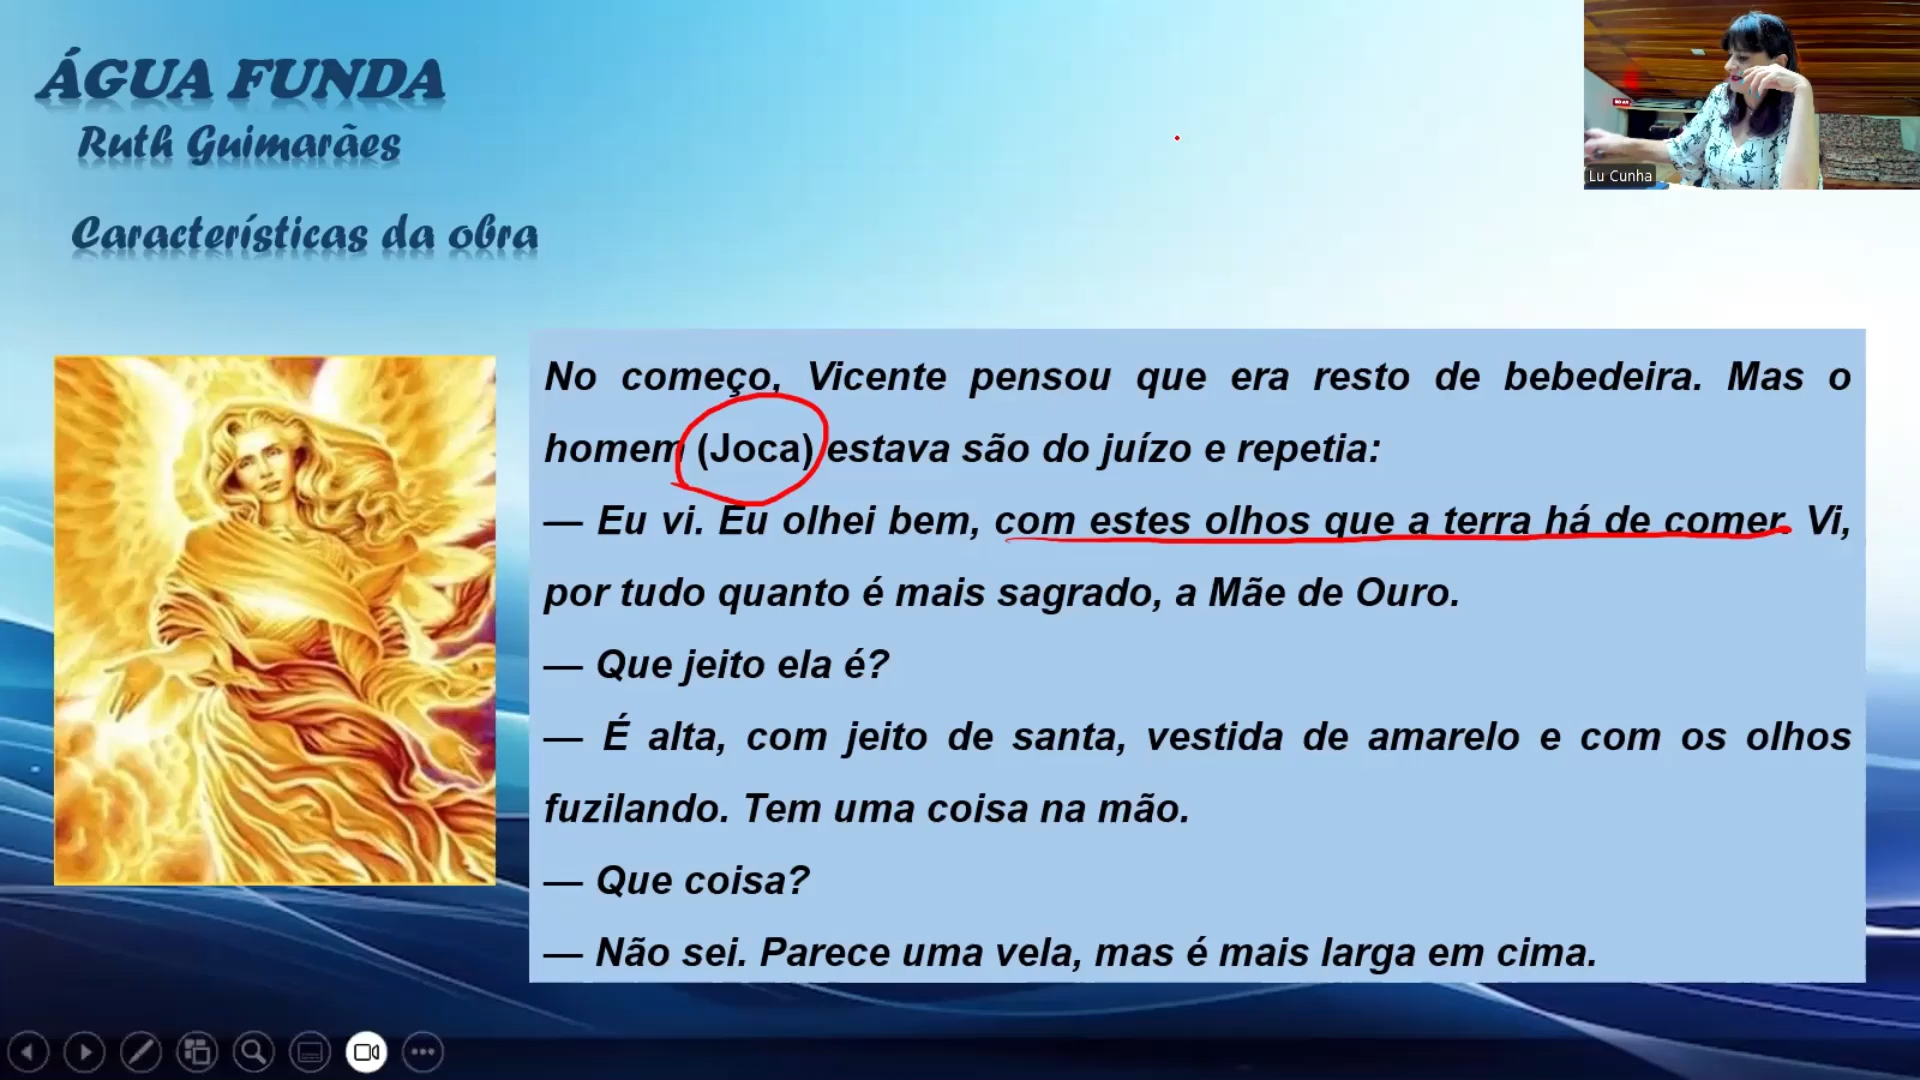 ÁGUA FUNDA
Ruth Guimarães
Características da obra
Lu Cunha
No começo, Vicente pensou que era resto de bebedeira. Mas o
homem (Joca) estava são do juízo e repetia:
— Eu vi. Eu olhei bem, com estes olhos que a terra há de comer. Vi,
por tudo quanto é mais sagrado, a Mãe de Ouro.
— Que jeito ela é?
— É alta, com jeito de santa, vestida de amarelo e com os olhos
fuzilando. Tem uma coisa na mão.
— Que coisa?
— Não sei. Parece uma vela, mas é mais larga em cima.